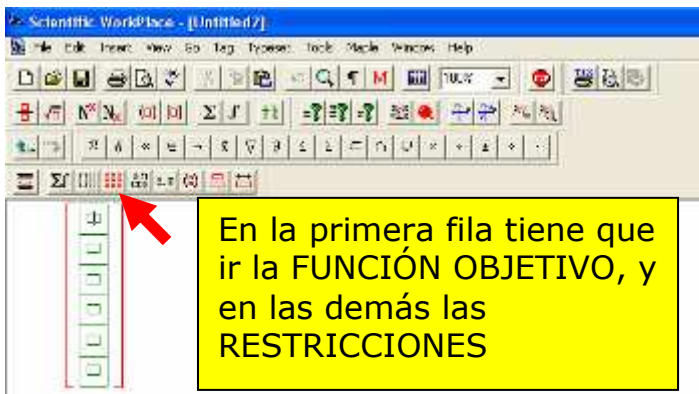 Scientific WorkPlace - [Untitled7]
File Edit Insert View Go Tag Typeset Tools Maple Window Help
100%
En la primera fila tiene que
ir la FUNCIÓN OBJETIVO, y
en las demás las
RESTRICCIONES